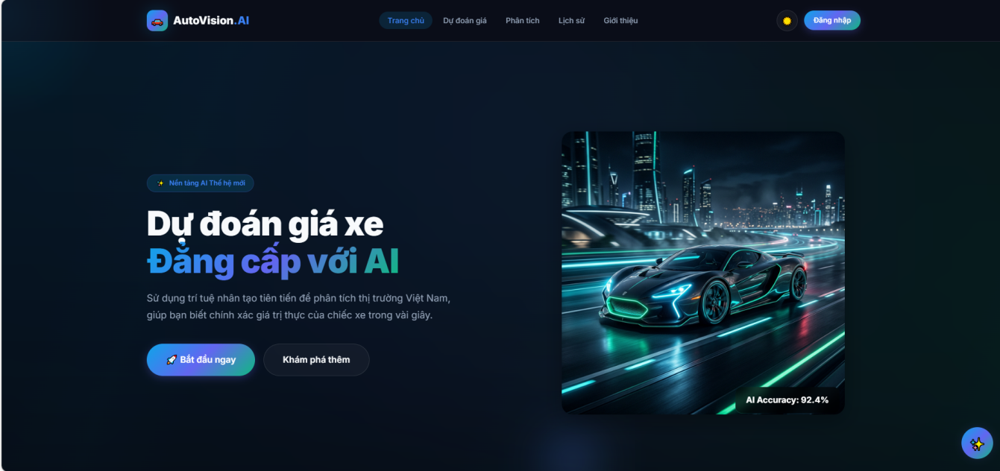 AutoVision.AI
Trang chủ
Dự đoán giá
Phân tích
Lịch sử
Giới thiệu
Đăng nhập
Nền tảng AI Thế hệ mới
Dự đoán giá xe
Đẳng cấp với AI
Sử dụng trí tuệ nhân tạo tiên tiến để phân tích thị trường Việt Nam,
giúp bạn biết chính xác giá trị thực của chiếc xe trong vài giây.
Bắt đầu ngay
Khám phá thêm
AI Accuracy: 92.4%